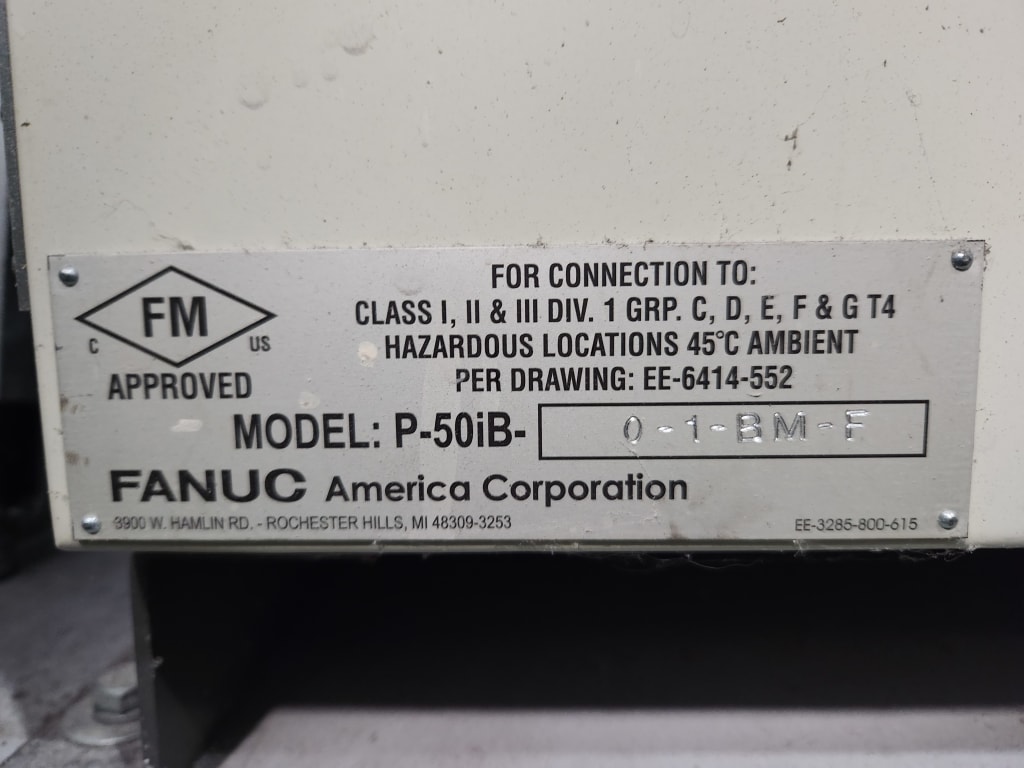 FM
C US
APPROVED
FOR CONNECTION TO:
CLASS I, II & III DIV. 1 GRP. C, D, E, F & G T4
HAZARDOUS LOCATIONS 45°C AMBIENT
PER DRAWING: EE-6414-552
MODEL: P-50iB- 0-1-BM-F
FANUC America Corporation
3900 W. HAMLIN RD. - ROCHESTER HILLS, MI 48309-3253
EE-3285-800-615